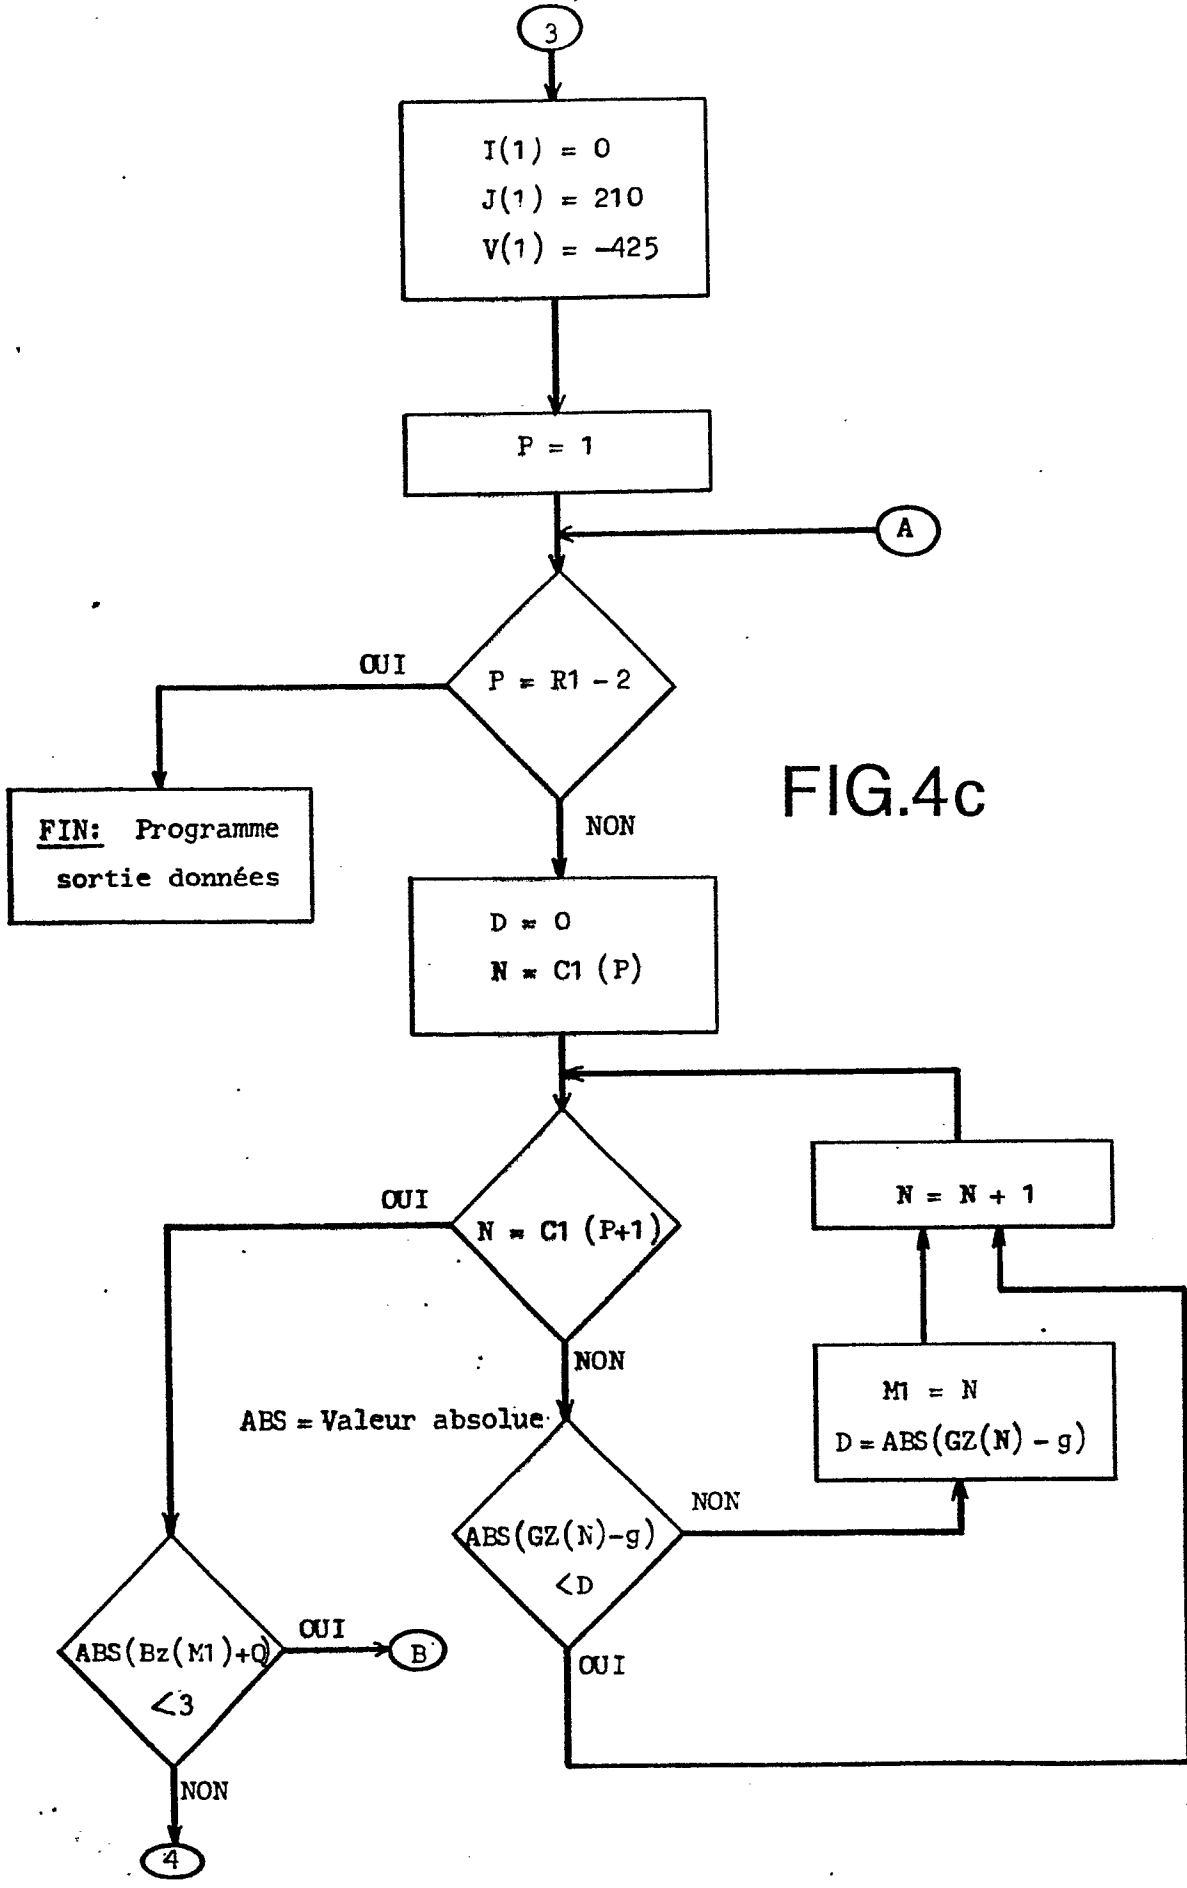 3
I(1) = 0
J(1) = 210
V(1) = -425
P = 1
A
OUI
P = R1 - 2
FIG.4c
NON
FIN: Programme
sortie données
D = 0
N = C1 (P)
OUI
N = C1 (P+1)
N = N + 1
NON
ABS = Valeur absolue
M1 = N
D = ABS(GZ(N) - g)
NON
ABS(GZ(N)-g)
<D
OUI
ABS(Bz(M1)+Q)
<3
OUI
B
NON
4